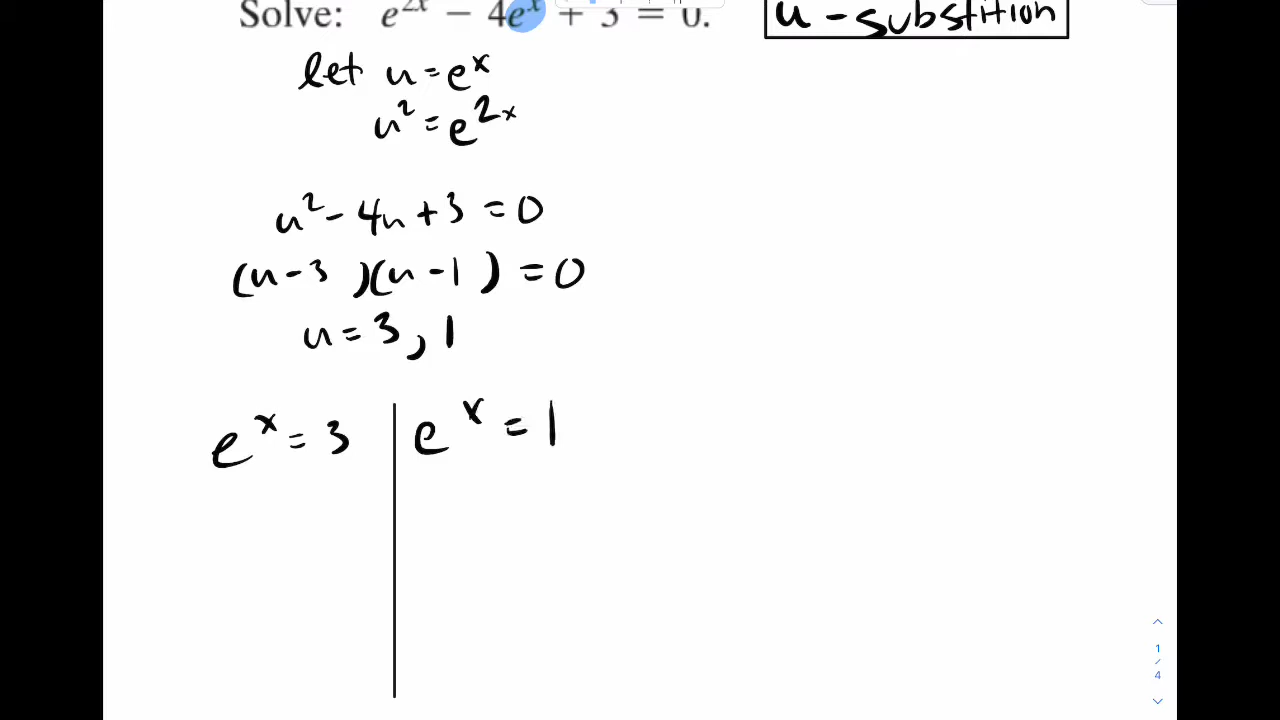 Solve: e^{2x} − 4e^x + 3 = 0.
u - substition
let u = e^x
u^2 = e^{2x}
u^2 - 4u + 3 = 0
(u - 3 )(u - 1 ) = 0
u = 3, 1
e^x = 3 | e^x = 1
1
/
4